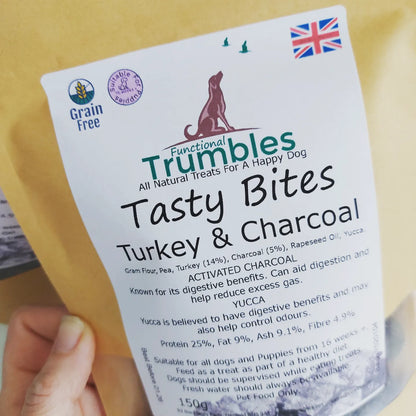 Grain
Free
Suitable For
Puppies
Functional
Trumbles
All Natural Treats For A Happy Dog
Tasty Bites
Turkey & Charcoal
Gram Flour, Pea, Turkey (14%), Charcoal (5%), Rapeseed Oil, Yucca.
ACTIVATED CHARCOAL
Known for its digestive benefits. Can aid digestion and
help reduce excess gas.
YUCCA
Yucca is believed to have digestive benefits and may
also help control odours.
Protein 25%, Fat 9%, Ash 9.1%, Fibre 4.9%
Suitable for all dogs and Puppies from 16 weeks +
Feed as a treat as part of a healthy diet
Dogs should be supervised while eating treats
Fresh water should always be available
Pet Food Only
150g
Best Before